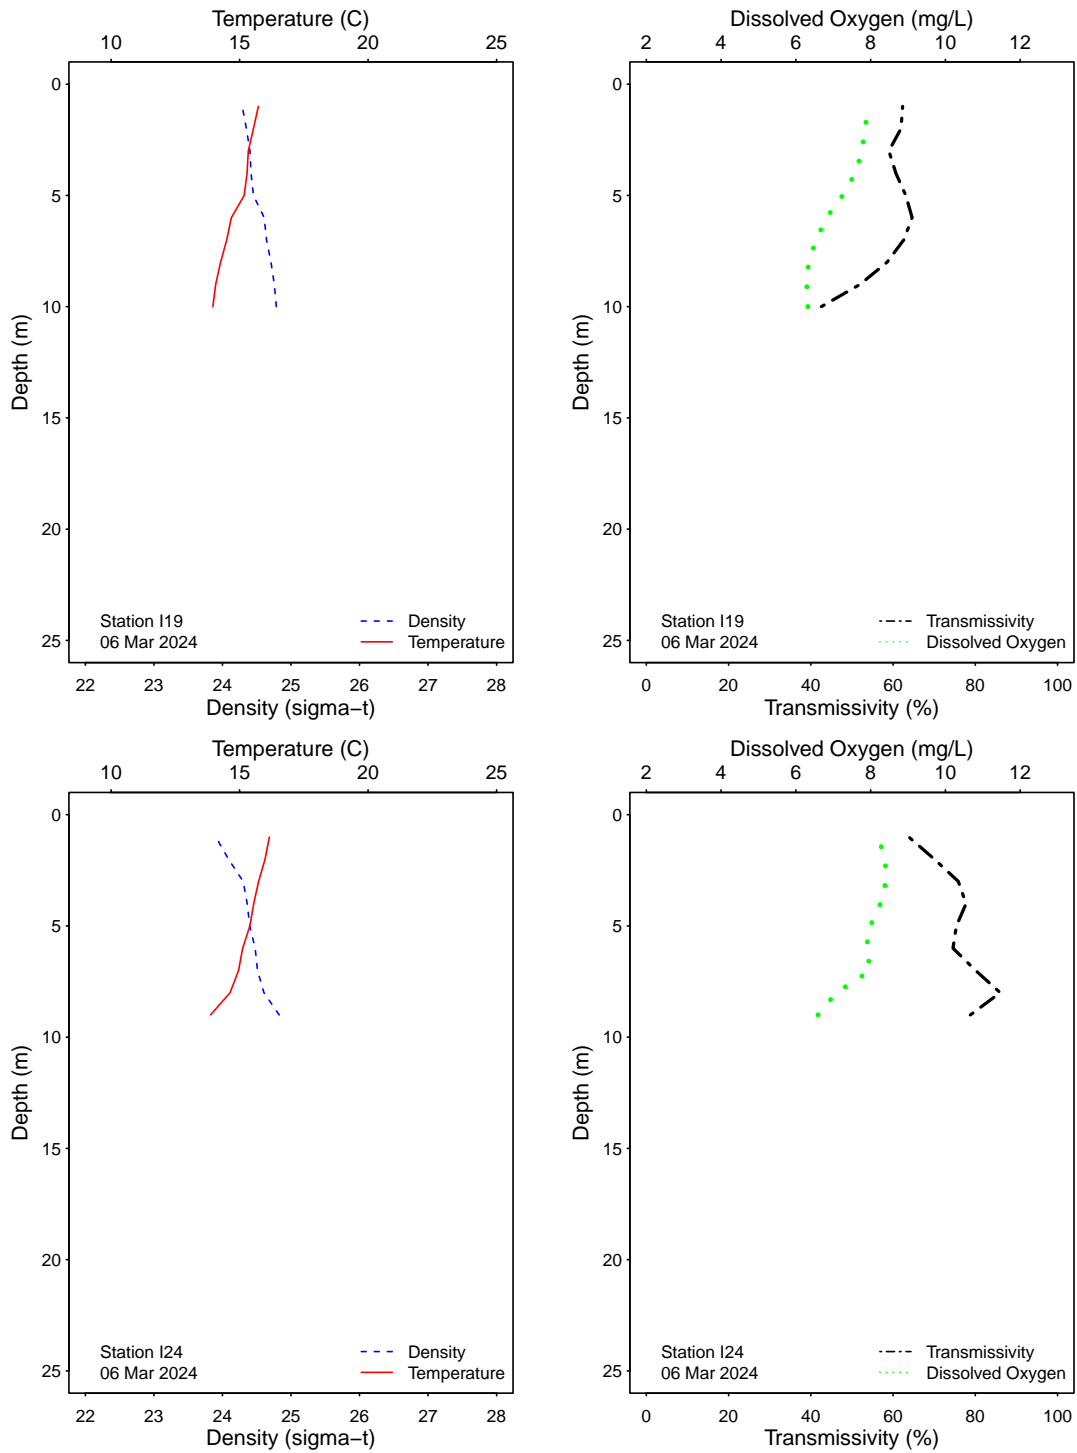 Temperature (C)
10 15 20 25
0
5
10
15
20
25
Depth (m)
Station I19
06 Mar 2024
Density
Temperature
22 23 24 25 26 27 28
Density (sigma−t)
Dissolved Oxygen (mg/L)
2 4 6 8 10 12
0
5
10
15
20
25
Depth (m)
Station I19
06 Mar 2024
Transmissivity
Dissolved Oxygen
0 20 40 60 80 100
Transmissivity (%)
Temperature (C)
10 15 20 25
0
5
10
15
20
25
Depth (m)
Station I24
06 Mar 2024
Density
Temperature
22 23 24 25 26 27 28
Density (sigma−t)
Dissolved Oxygen (mg/L)
2 4 6 8 10 12
0
5
10
15
20
25
Depth (m)
Station I24
06 Mar 2024
Transmissivity
Dissolved Oxygen
0 20 40 60 80 100
Transmissivity (%)